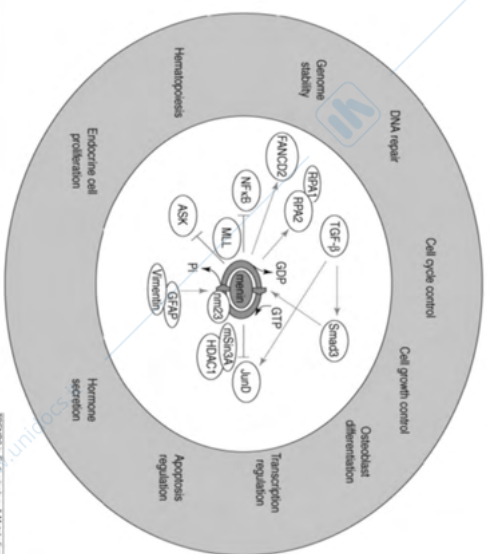 Cell cycle control
Cell growth control
DNA repair
Osteoblast
differentiation
Genome
stability
TGF-β
Smad3
RPA1
RPA2
FANCD2
GDP
GTP
Transcription
regulation
NFκB
MLL
menin
JunD
nm23
mSin3A
HDAC1
ASK
Pi
GFAP
Vimentin
Hematopoiesis
Apoptosis
regulation
Endocrine cell
proliferation
Hormone
secretion